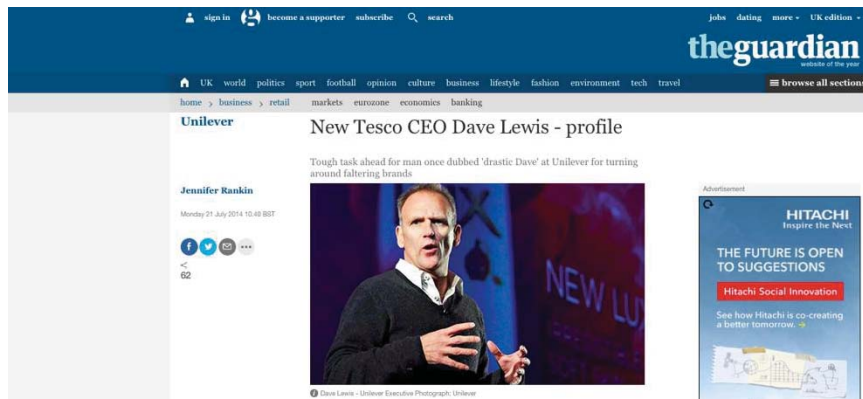 sign in become a supporter subscribe search jobs dating more UK edition
theguardian
website of the year
UK world politics sport football opinion culture business lifestyle fashion environment tech travel browse all sections
home > business > retail markets eurozone economics banking
Unilever
New Tesco CEO Dave Lewis - profile
Tough task ahead for man once dubbed 'drastic Dave' at Unilever for turning
around faltering brands
Jennifer Rankin
Monday 21 July 2014 10.49 BST
62
NEW LU
Dave Lewis - Unilever Executive Photograph: Unilever
Advertisement
HITACHI
Inspire the Next
THE FUTURE IS OPEN
TO SUGGESTIONS
Hitachi Social Innovation
See how Hitachi is co-creating
a better tomorrow. →